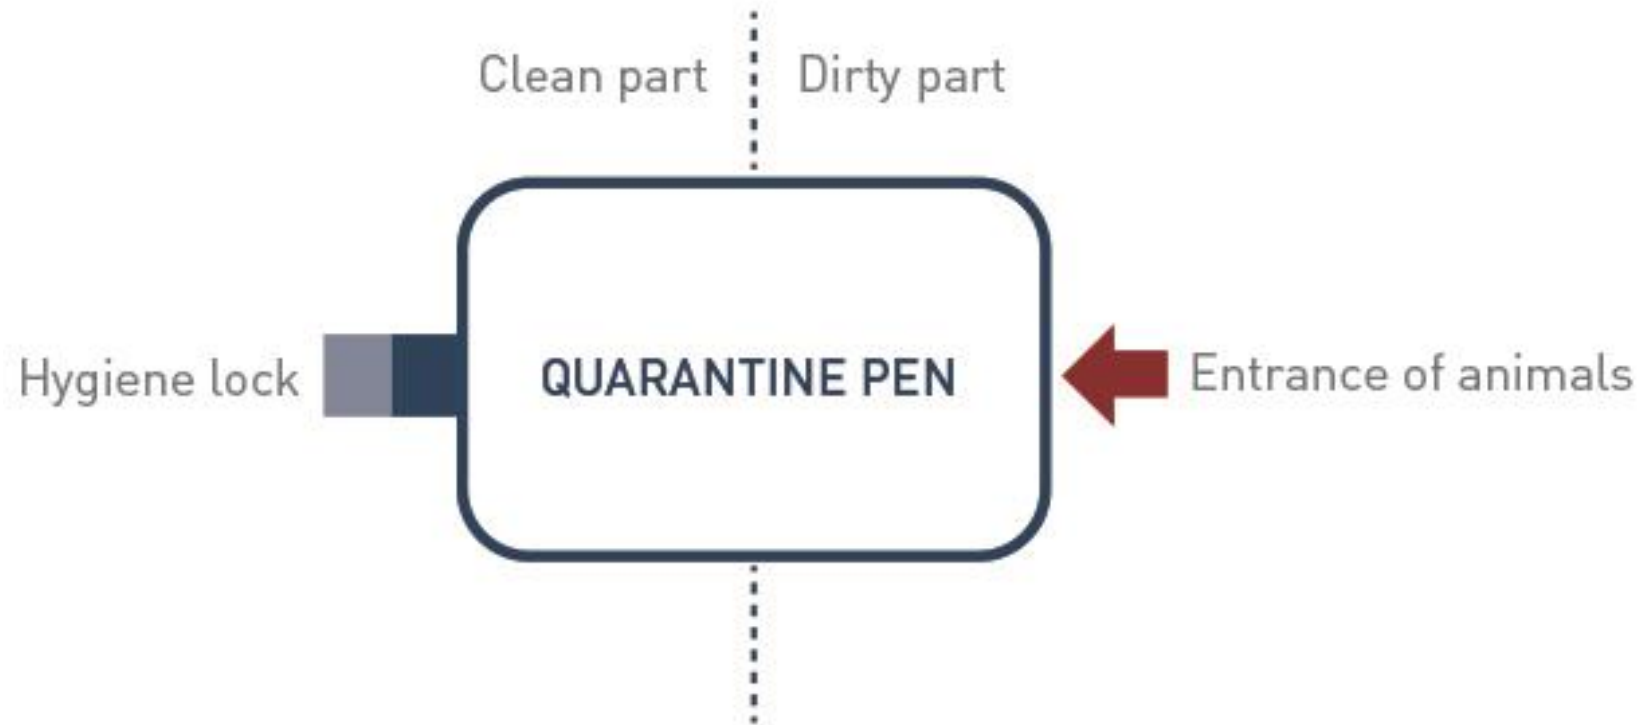 Clean part
Dirty part
Hygiene lock
QUARANTINE PEN
Entrance of animals